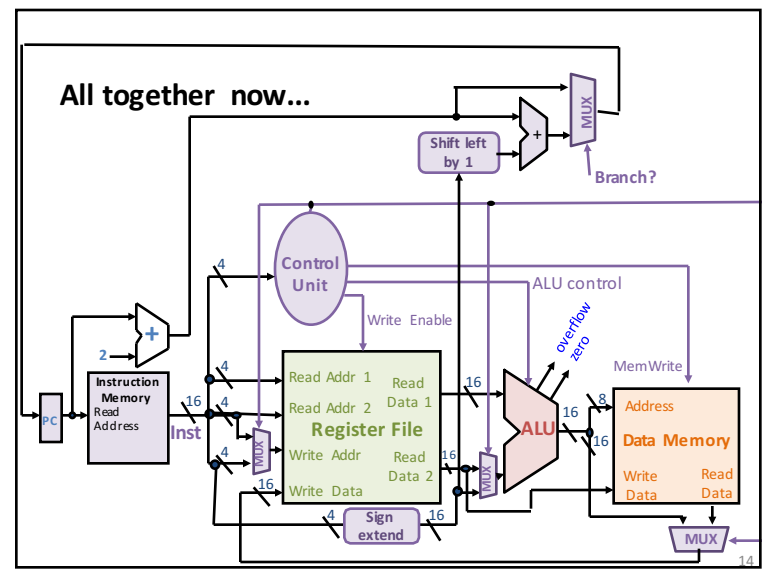 All together now...
MUX
+
Shift left
by 1
Branch?
Control
Unit
4
ALU control
Write Enable
overflow
zero
MemWrite
+
2
Instruction
Memory
Read
Address
PC
16
Inst
4
4
4
16
MUX
Read Addr 1
Read
Data 1
Read Addr 2
Register File
Write Addr
Read
Data 2
Write Data
16
16
MUX
ALU
16
16
8
Address
Data Memory
Write
Data
Read
Data
4
Sign
extend
16
MUX
14